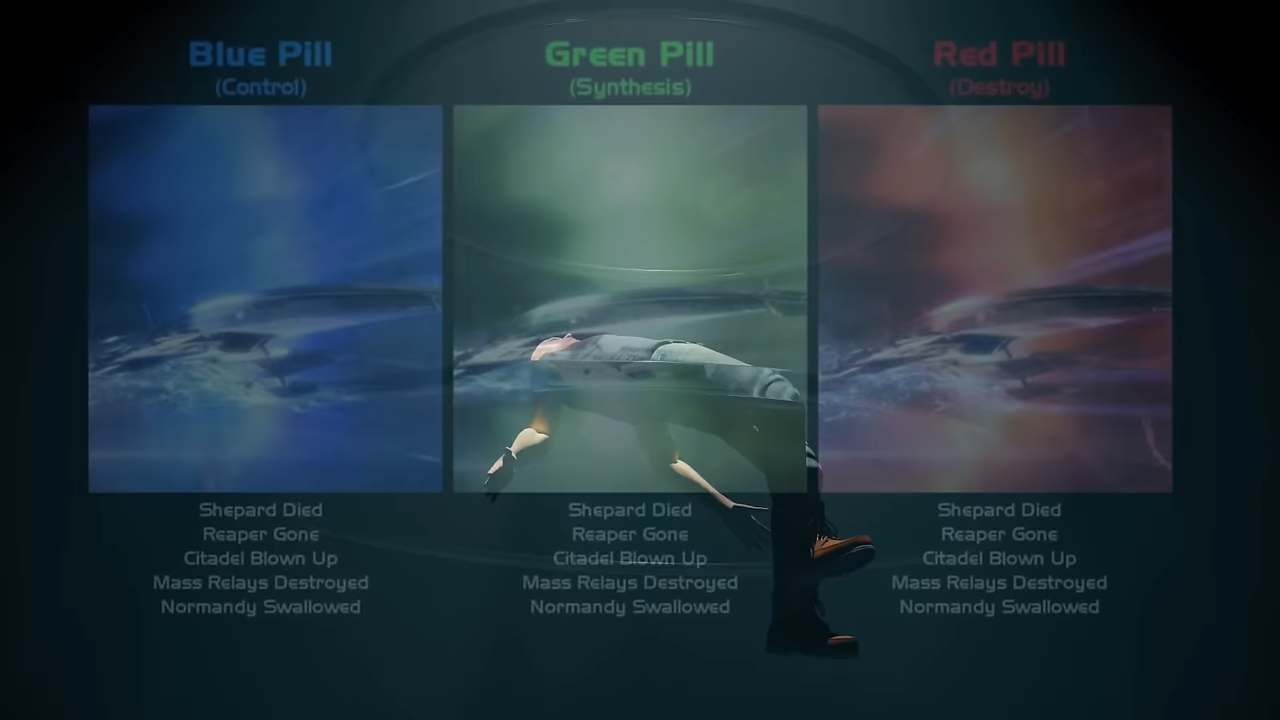 Blue Pill
(Control)
Shepard Died
Reaper Gone
Citadel Blown Up
Mass Relays Destroyed
Normandy Swallowed
Green Pill
(Synthesis)
Shepard Died
Reaper Gone
Citadel Blown Up
Mass Relays Destroyed
Normandy Swallowed
Red Pill
(Destroy)
Shepard Died
Reaper Gone
Citadel Blown Up
Mass Relays Destroyed
Normandy Swallowed